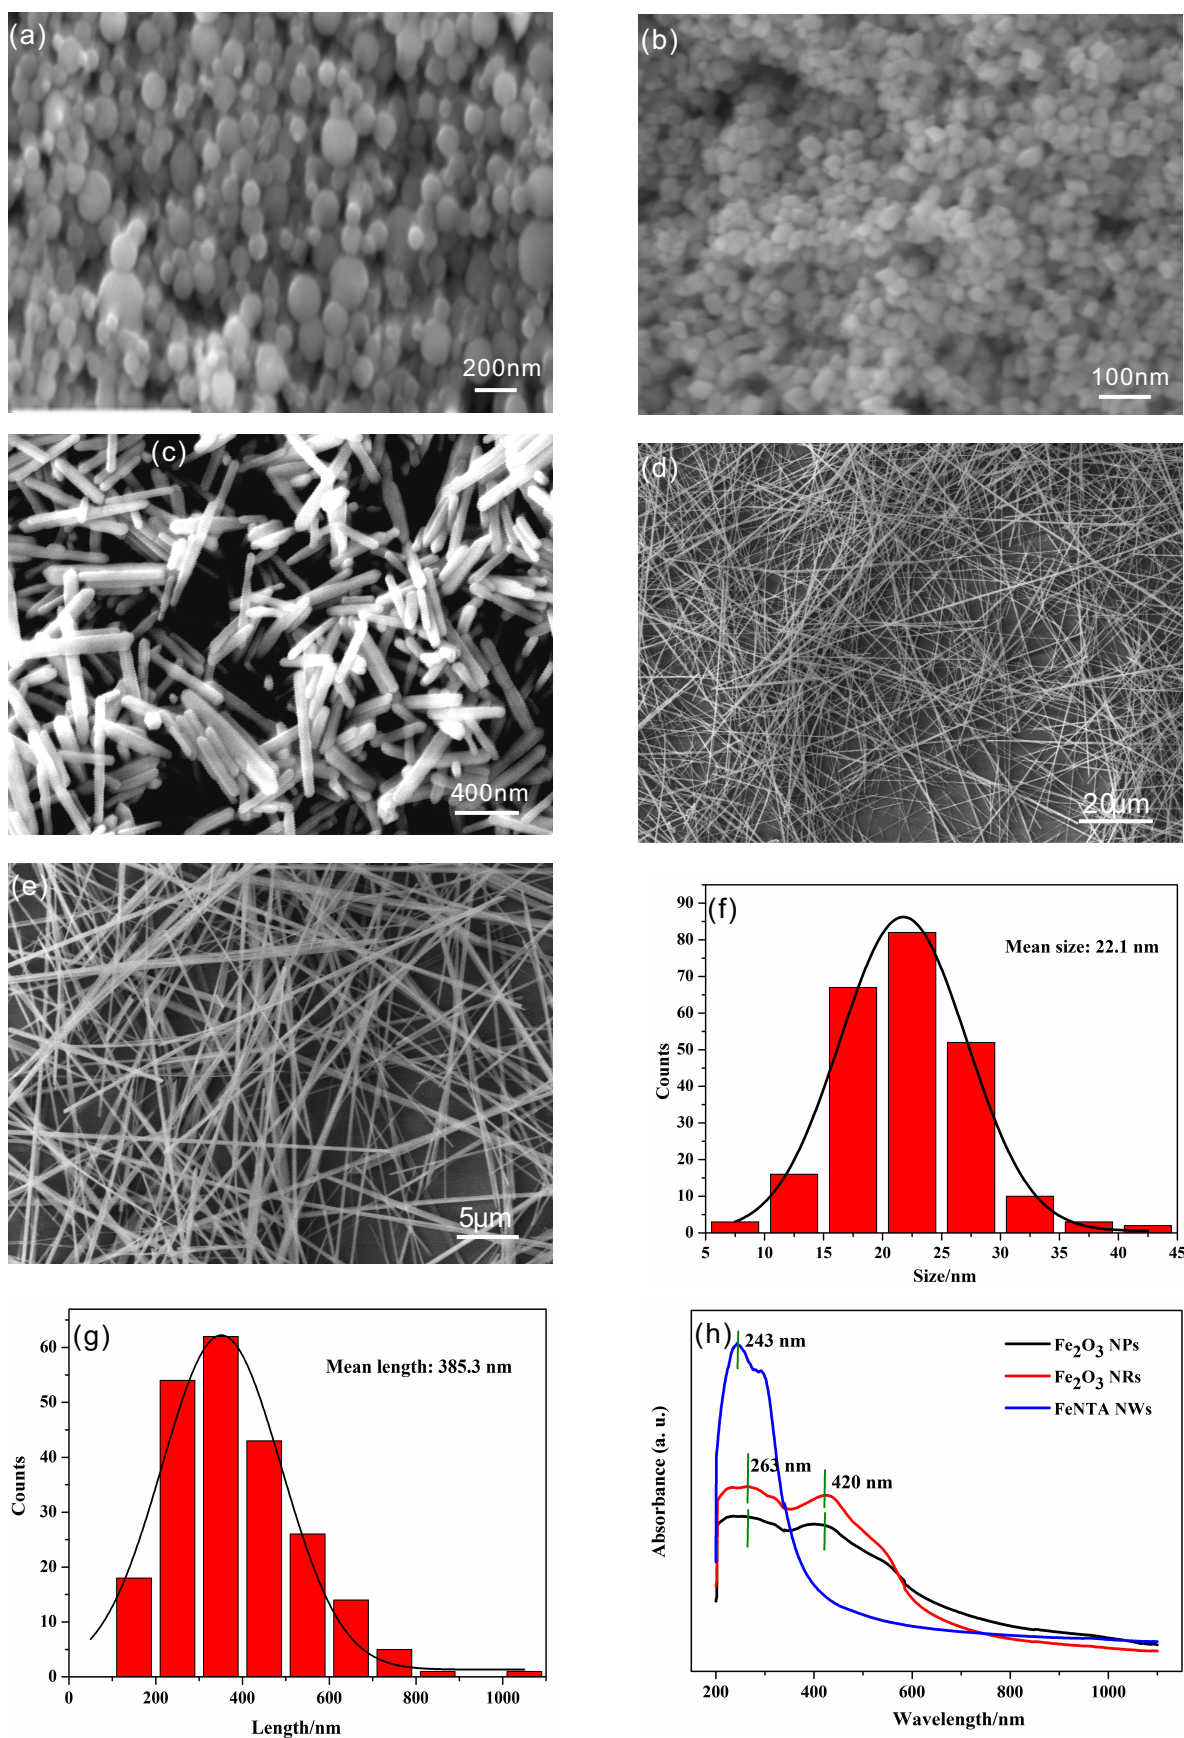 (a)
200nm
(b)
100nm
(c)
400nm
(d)
20µm
(e)
5µm
(f)
Mean size: 22.1 nm
Counts
90
80
70
60
50
40
30
20
10
0
5 10 15 20 25 30 35 40 45
Size/nm
(g)
Mean length: 385.3 nm
Counts
60
50
40
30
20
10
0
0 200 400 600 800 1000
Length/nm
(h)
243 nm
263 nm
420 nm
Fe₂O₃ NPs
Fe₂O₃ NRs
FeNTA NWs
Absorbance (a. u.)
200 400 600 800 1000
Wavelength/nm